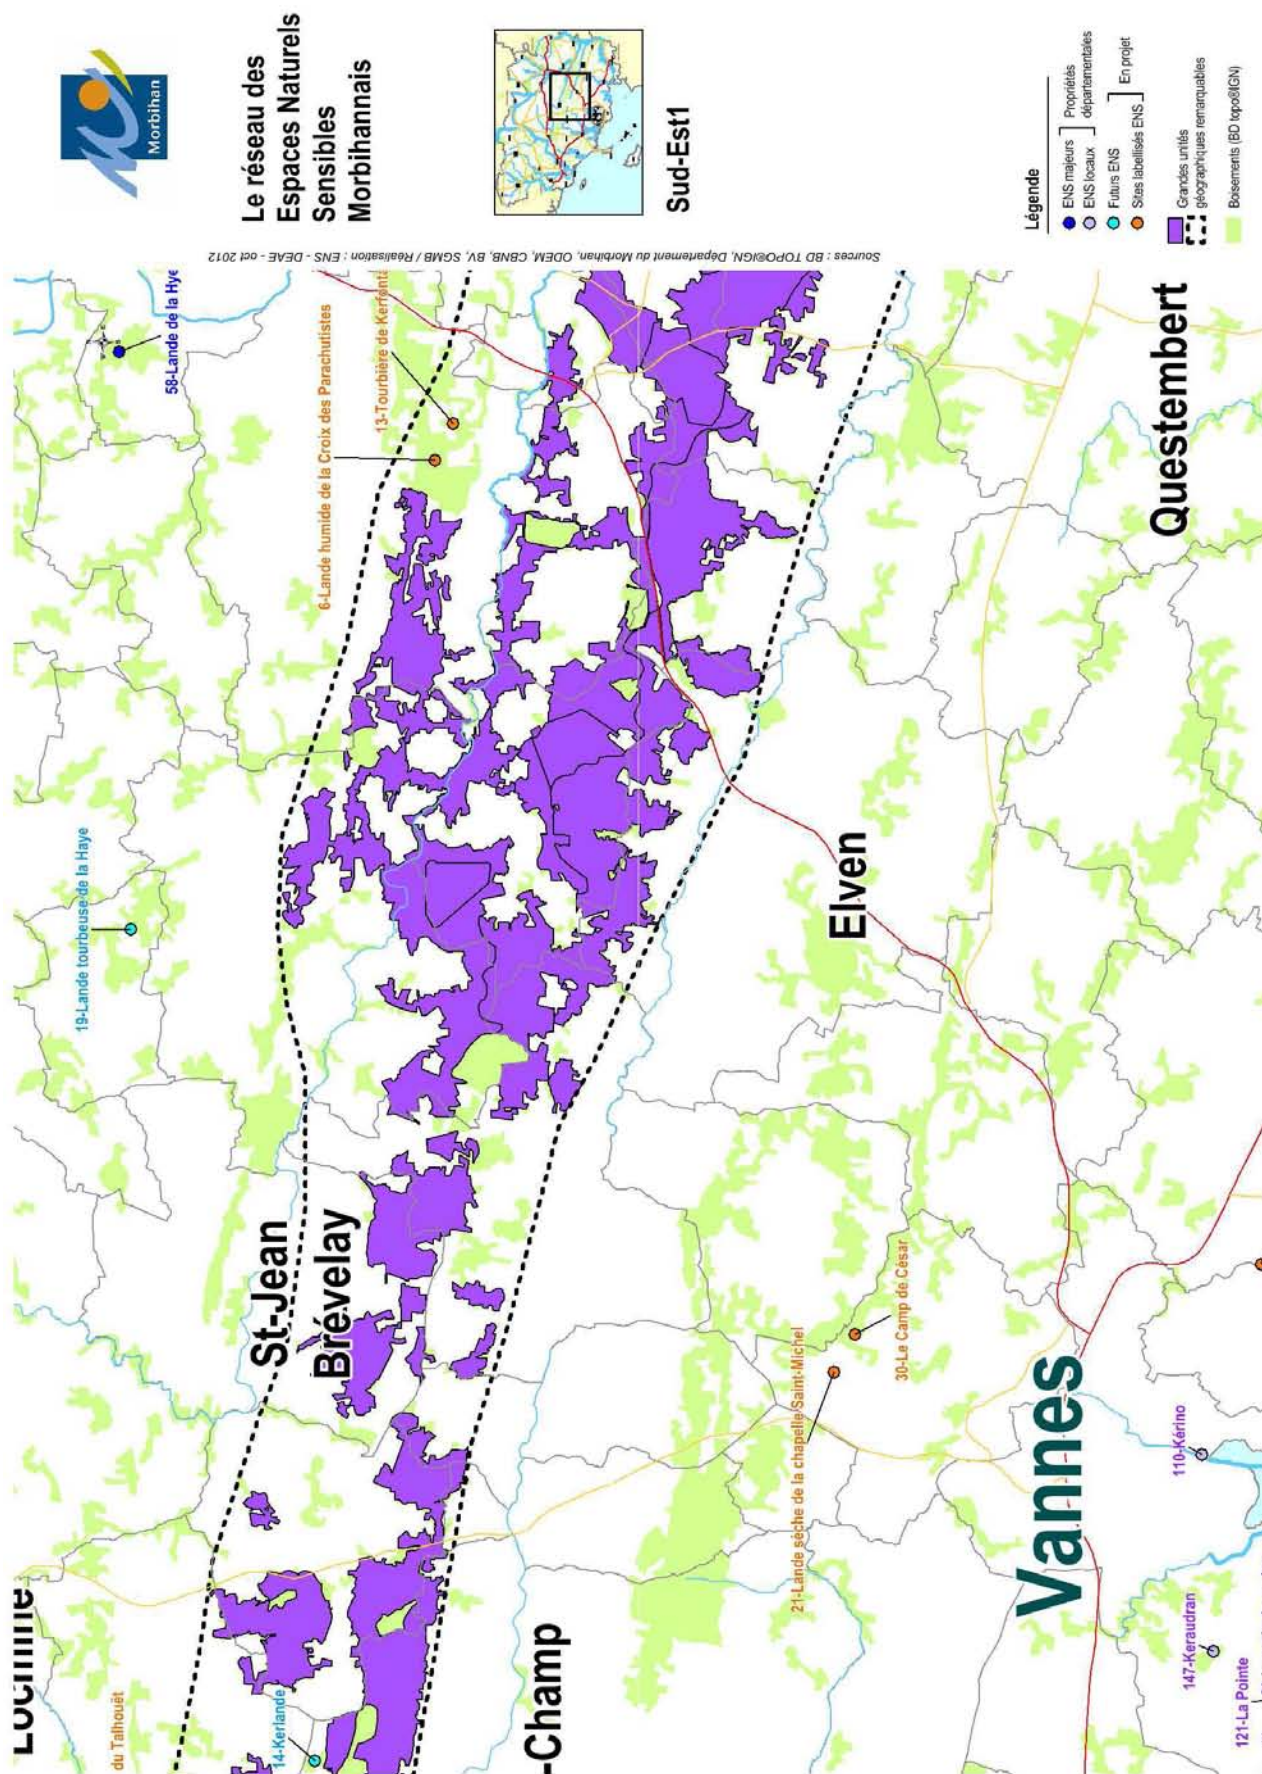 Morbihan
Le réseau des
Espaces Naturels
Sensibles
Morbihannais
Sud-Est1
Légende
ENS majeurs
ENS locaux
Propriétés
départementales
Futurs ENS
Sites labellisés ENS
En projet
Grandes unités
géographiques remarquables
Boisements (BD topo®IGN)
Sources : BD TOPO®IGN, Département du Morbihan, ODEM, CBNB, BV, SGMB / Réalisation : ENS - DEAE - oct 2012
58-Lande de la Hye
6-Lande humide de la Croix des Parachutistes
13-Tourbière de Kerfonta
19-Lande tourbeuse de la Haye
St-Jean
Brévelay
Elven
Questembert
21-Lande sèche de la chapelle Saint-Michel
30-Le Camp de César
Vannes
110-Kérino
147-Keraudran
121-La Pointe
-Champ
14-Kerlande
du Talhouët
Locminé